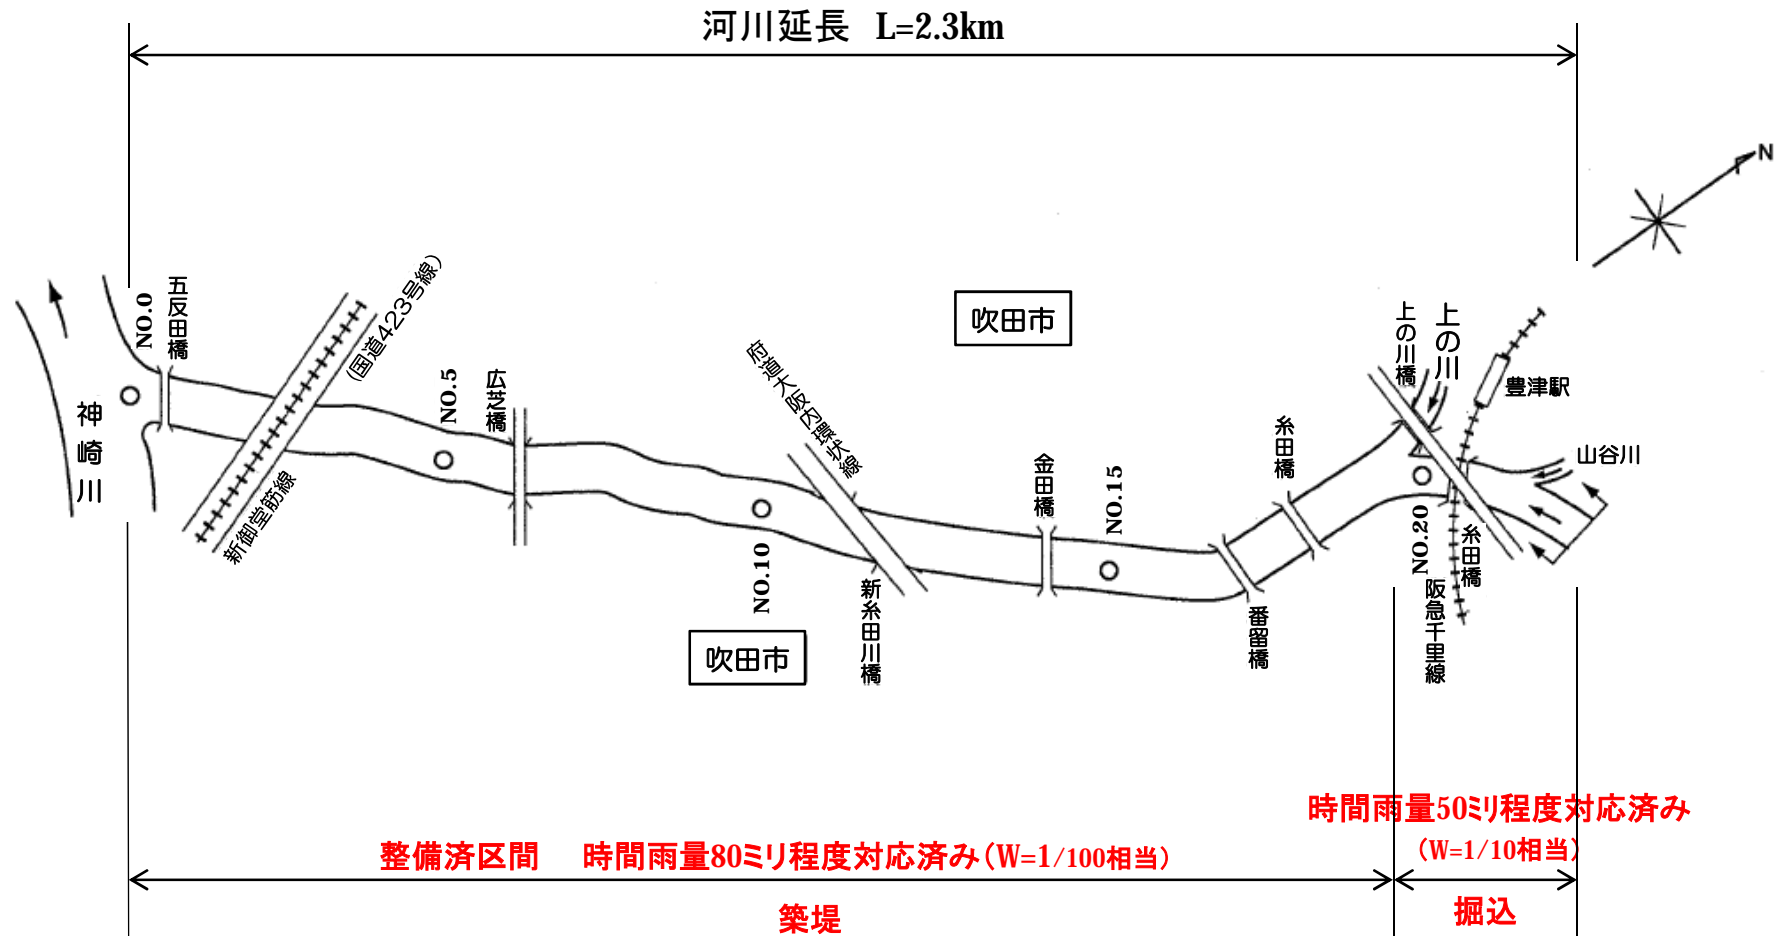 河川延長 L=2.3km
N
NO.0
五反田橋
(国道423号線)
新御堂筋線
神崎川
NO.5
広芝橋
府道大阪内環状線
NO.10
新糸田川橋
吹田市
吹田市
金田橋
NO.15
番留橋
糸田橋
上の川橋
上の川
豊津駅
山谷川
NO.20
糸田橋
阪急千里線
時間雨量50ミリ程度対応済み
(W=1/10相当)
整備済区間 時間雨量80ミリ程度対応済み(W=1/100相当)
築堤
掘込